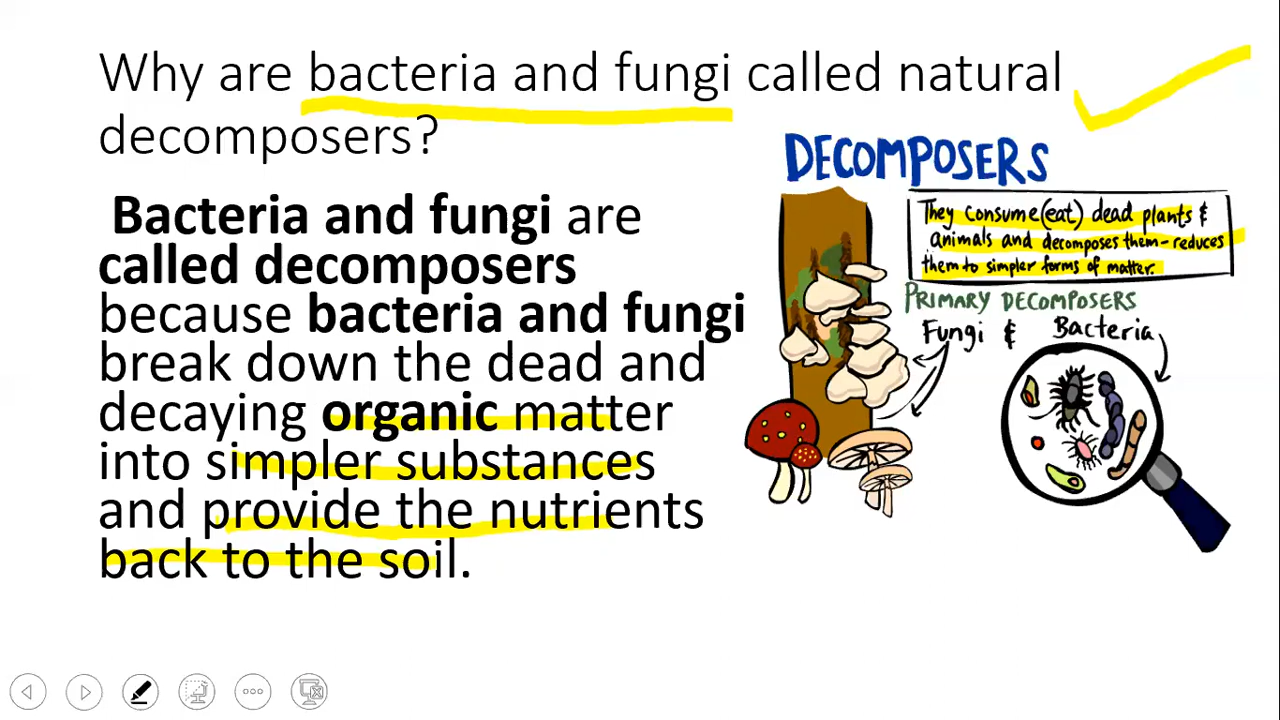 Why are bacteria and fungi called natural
decomposers?
Bacteria and fungi are
called decomposers
because bacteria and fungi
break down the dead and
decaying organic matter
into simpler substances
and provide the nutrients
back to the soil.
DECOMPOSERS
They consume (eat) dead plants &
animals and decomposes them - reduces
them to simpler forms of matter.
PRIMARY DECOMPOSERS
Fungi & Bacteria